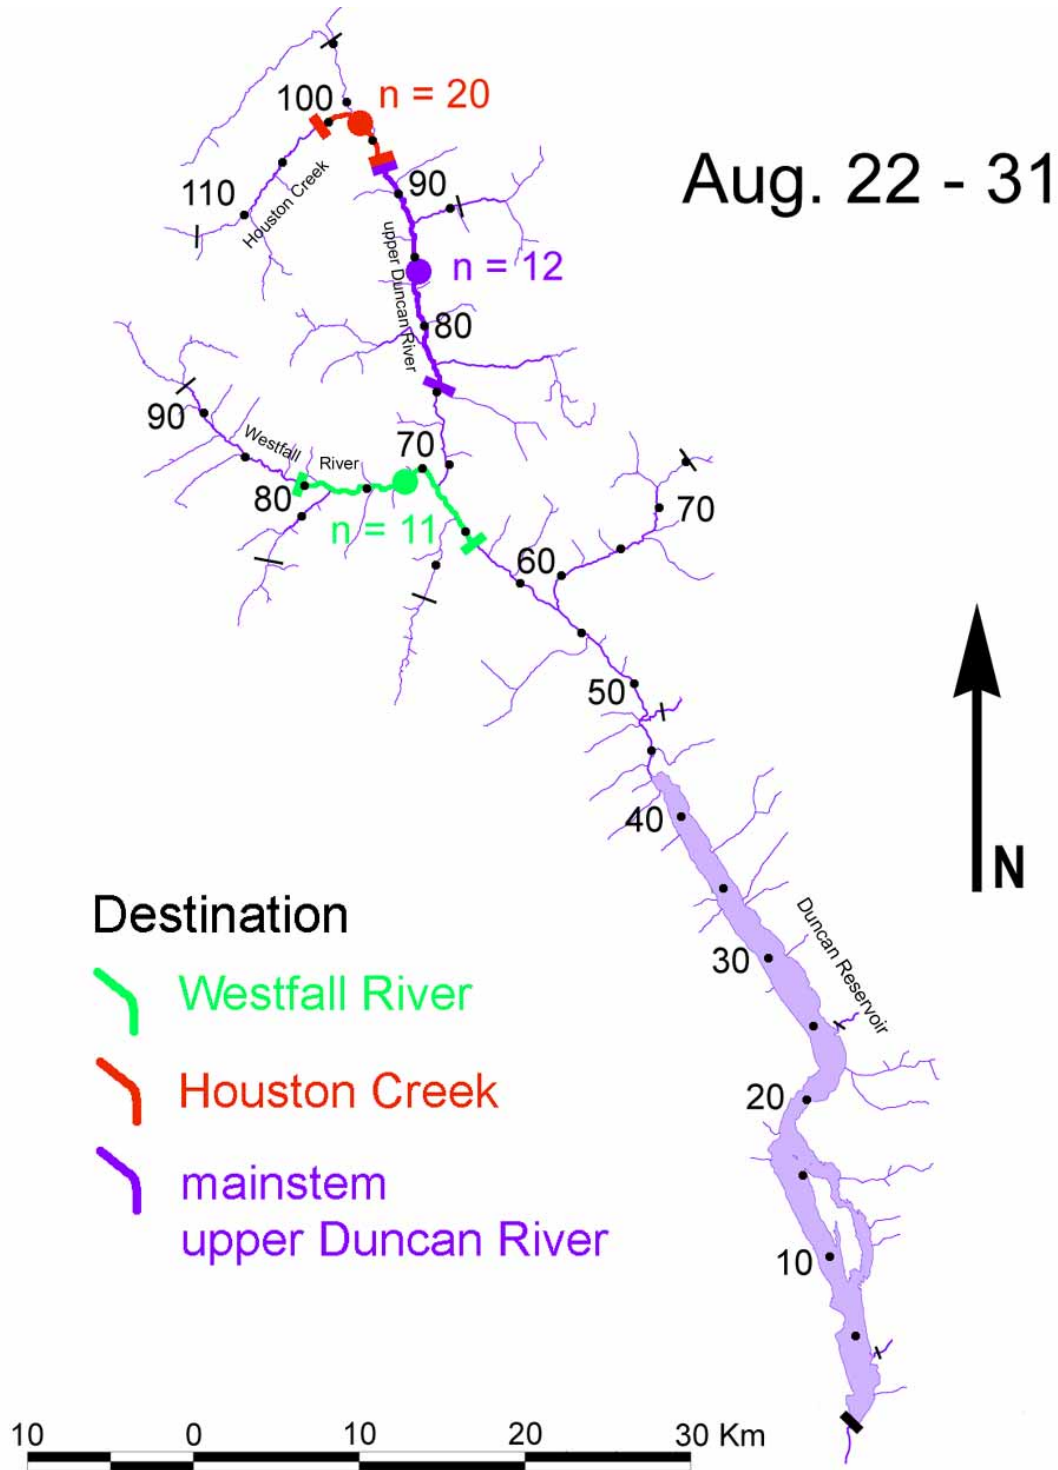 100
n = 20
Aug. 22 - 31
110
Houston Creek
90
upper Duncan River
n = 12
80
90
Westfall River
70
80
n = 11
70
60
50
40
30
Duncan Reservoir
20
10
Destination
Westfall River
Houston Creek
mainstem
upper Duncan River
N
10 0 10 20 30 Km